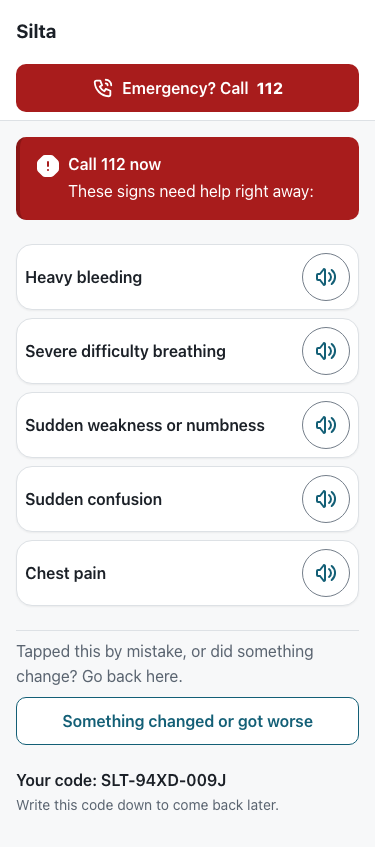 Silta
Emergency? Call 112
Call 112 now
These signs need help right away:
Heavy bleeding
Severe difficulty breathing
Sudden weakness or numbness
Sudden confusion
Chest pain
Tapped this by mistake, or did something
change? Go back here.
Something changed or got worse
Your code: SLT-94XD-009J
Write this code down to come back later.